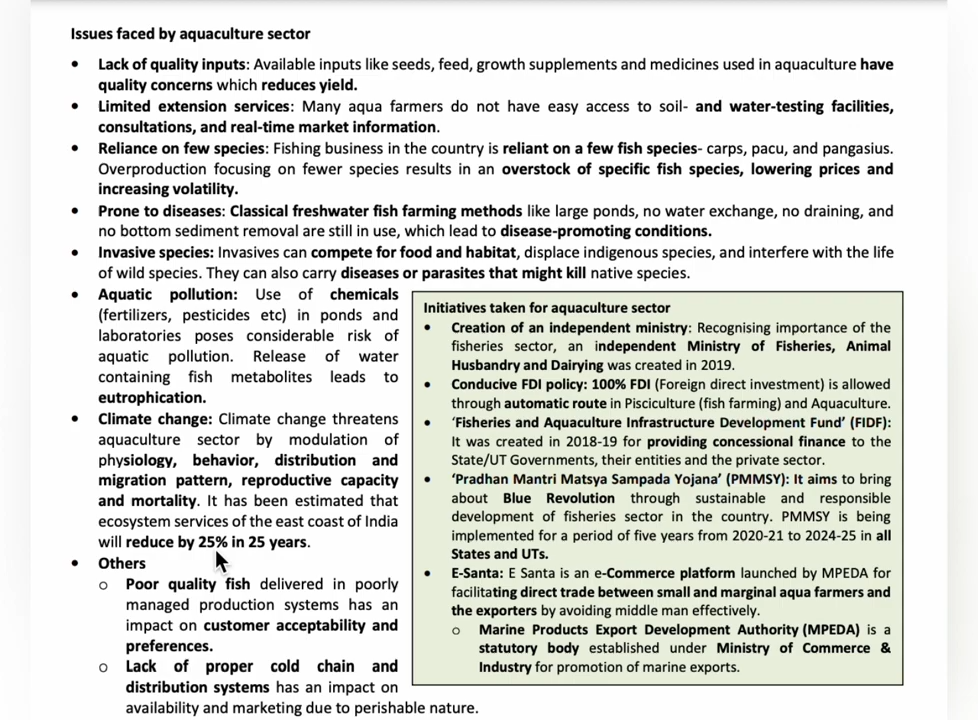 Issues faced by aquaculture sector
• Lack of quality inputs: Available inputs like seeds, feed, growth supplements and medicines used in aquaculture have
quality concerns which reduces yield.
• Limited extension services: Many aqua farmers do not have easy access to soil- and water-testing facilities,
consultations, and real-time market information.
• Reliance on few species: Fishing business in the country is reliant on a few fish species- carps, pacu, and pangasius.
Overproduction focusing on fewer species results in an overstock of specific fish species, lowering prices and
increasing volatility.
• Prone to diseases: Classical freshwater fish farming methods like large ponds, no water exchange, no draining, and
no bottom sediment removal are still in use, which lead to disease-promoting conditions.
• Invasive species: Invasives can compete for food and habitat, displace indigenous species, and interfere with the life
of wild species. They can also carry diseases or parasites that might kill native species.
• Aquatic pollution: Use of chemicals
(fertilizers, pesticides etc) in ponds and
laboratories poses considerable risk of
aquatic pollution. Release of water
containing fish metabolites leads to
eutrophication.
• Climate change: Climate change threatens
aquaculture sector by modulation of
physiology, behavior, distribution and
migration pattern, reproductive capacity
and mortality. It has been estimated that
ecosystem services of the east coast of India
will reduce by 25% in 25 years.
• Others
o Poor quality fish delivered in poorly
managed production systems has an
impact on customer acceptability and
preferences.
o Lack of proper cold chain and
distribution systems has an impact on
availability and marketing due to perishable nature.
Initiatives taken for aquaculture sector
• Creation of an independent ministry: Recognising importance of the
fisheries sector, an independent Ministry of Fisheries, Animal
Husbandry and Dairying was created in 2019.
• Conducive FDI policy: 100% FDI (Foreign direct investment) is allowed
through automatic route in Pisciculture (fish farming) and Aquaculture.
• ‘Fisheries and Aquaculture Infrastructure Development Fund’ (FIDF):
It was created in 2018-19 for providing concessional finance to the
State/UT Governments, their entities and the private sector.
• ‘Pradhan Mantri Matsya Sampada Yojana’ (PMMSY): It aims to bring
about Blue Revolution through sustainable and responsible
development of fisheries sector in the country. PMMSY is being
implemented for a period of five years from 2020-21 to 2024-25 in all
States and UTs.
• E-Santa: E Santa is an e-Commerce platform launched by MPEDA for
facilitating direct trade between small and marginal aqua farmers and
the exporters by avoiding middle man effectively.
o Marine Products Export Development Authority (MPEDA) is a
statutory body established under Ministry of Commerce &
Industry for promotion of marine exports.